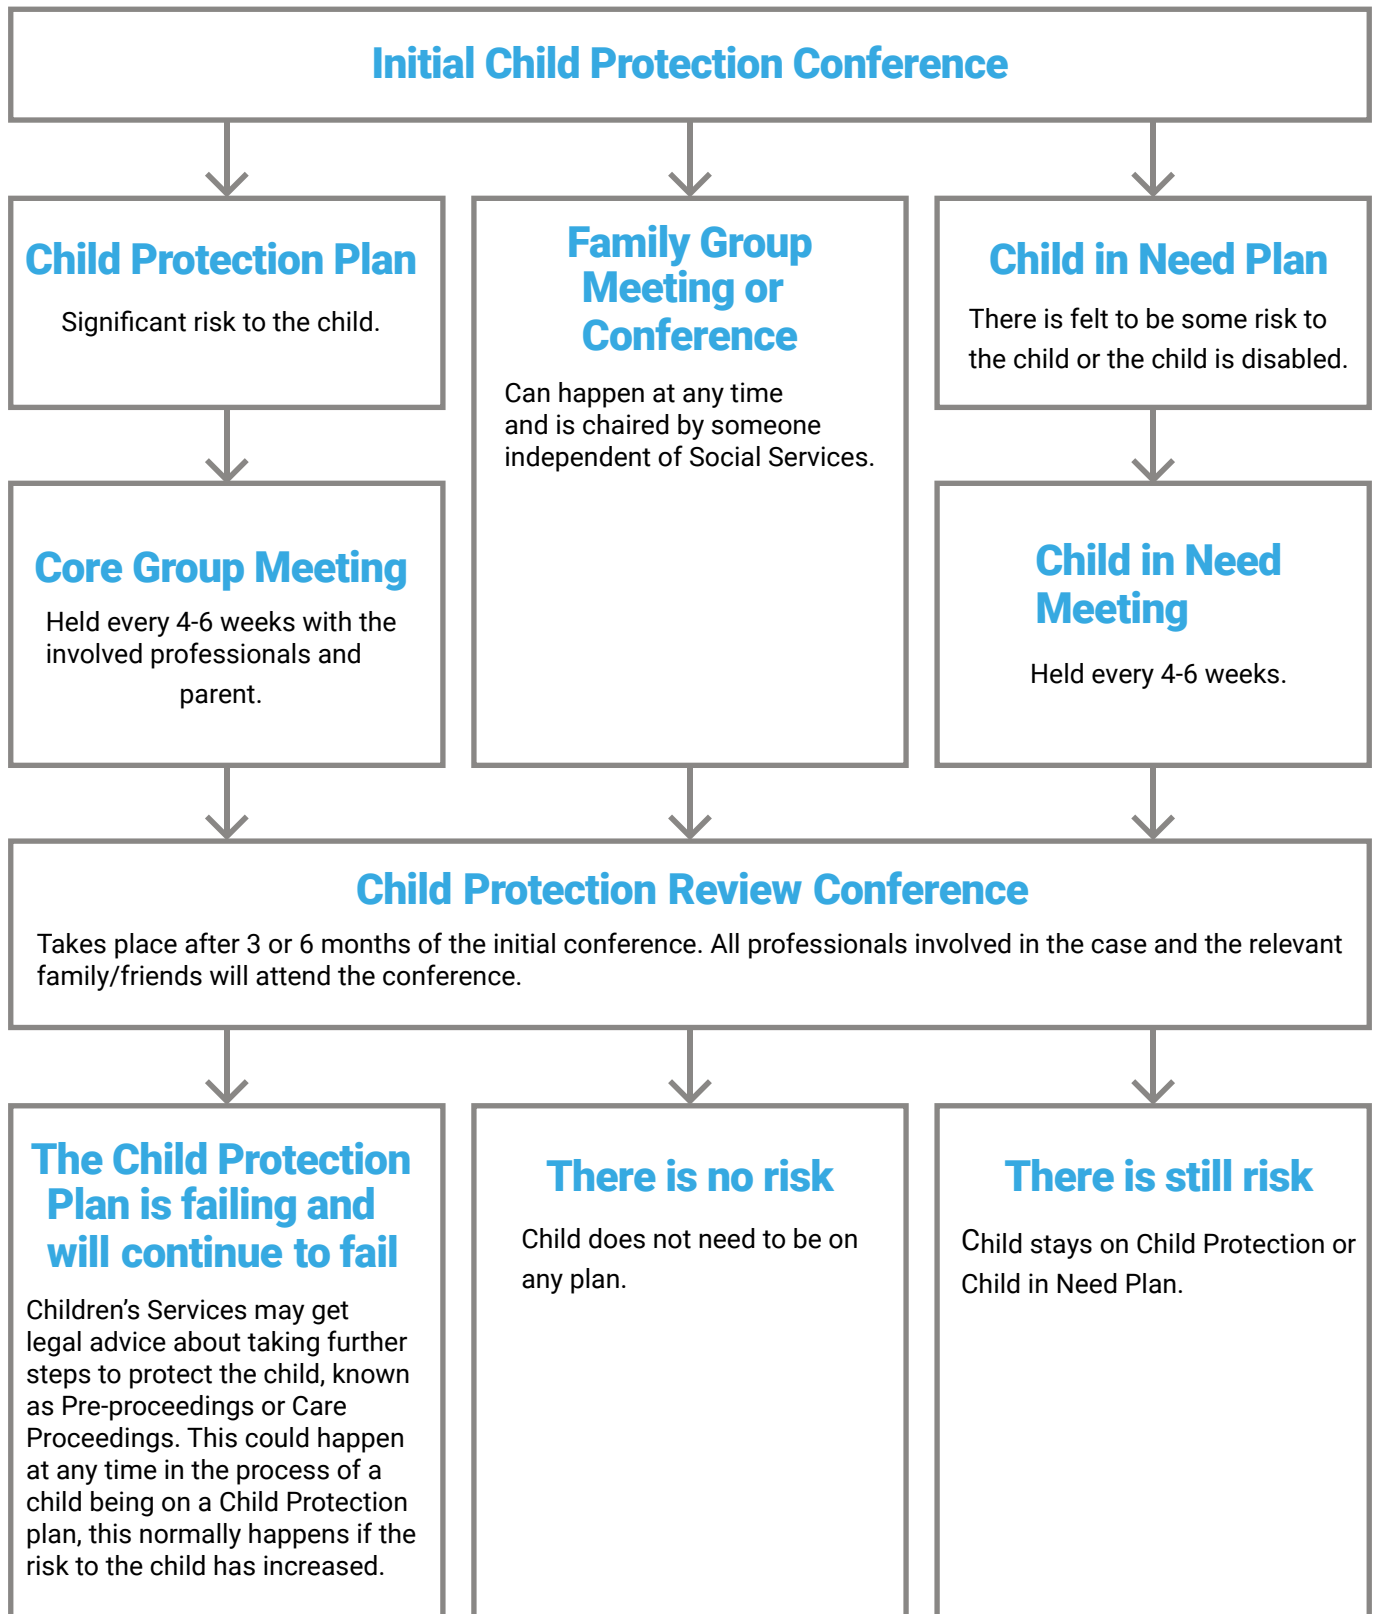 Initial Child Protection Conference
Child Protection Plan
Significant risk to the child.
Family Group
Meeting or
Conference
Can happen at any time
and is chaired by someone
independent of Social Services.
Child in Need Plan
There is felt to be some risk to
the child or the child is disabled.
Core Group Meeting
Held every 4-6 weeks with the
involved professionals and
parent.
Child in Need
Meeting
Held every 4-6 weeks.
Child Protection Review Conference
Takes place after 3 or 6 months of the initial conference. All professionals involved in the case and the relevant
family/friends will attend the conference.
The Child Protection
Plan is failing and
will continue to fail
Children’s Services may get
legal advice about taking further
steps to protect the child, known
as Pre-proceedings or Care
Proceedings. This could happen
at any time in the process of a
child being on a Child Protection
plan, this normally happens if the
risk to the child has increased.
There is no risk
Child does not need to be on
any plan.
There is still risk
Child stays on Child Protection or
Child in Need Plan.